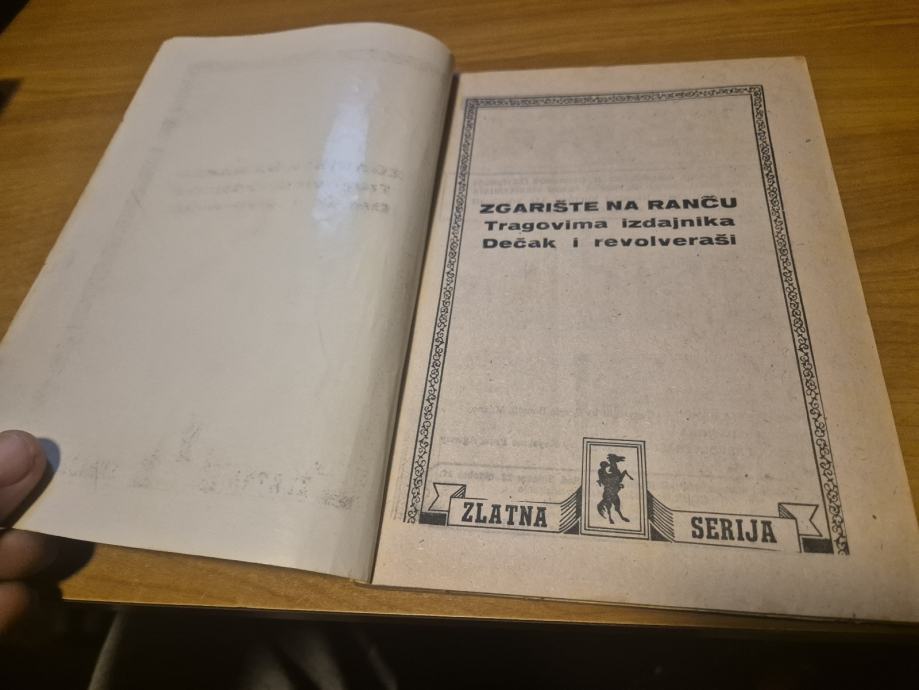 ZGARIŠTE NA RANČU
Tragovima izdajnika
Dečak i revolveraši
ZLATNA SERIJA